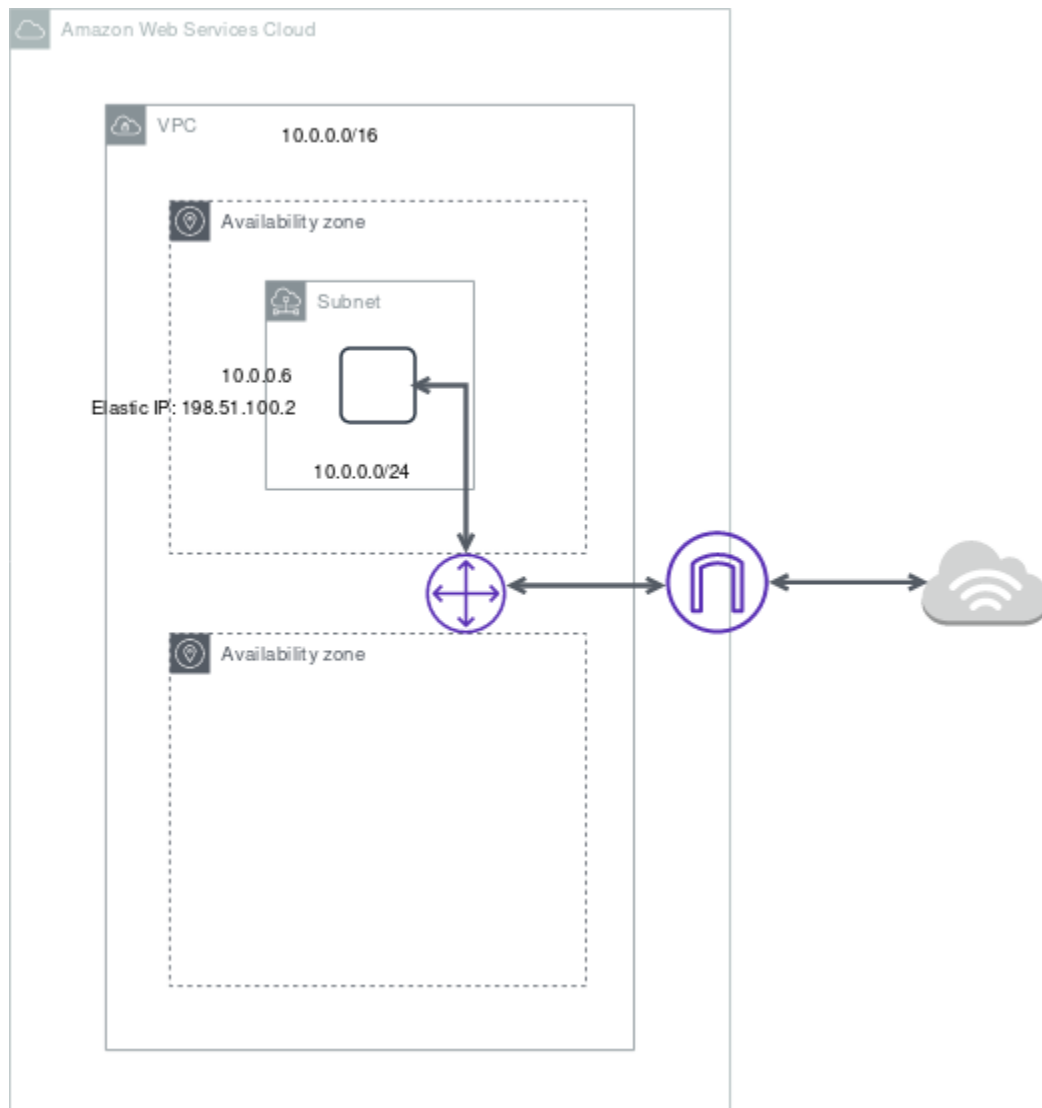 Amazon Web Services Cloud
VPC
10.0.0.0/16
Availability zone
Subnet
10.0.0.6
Elastic IP: 198.51.100.2
10.0.0.0/24
Availability zone